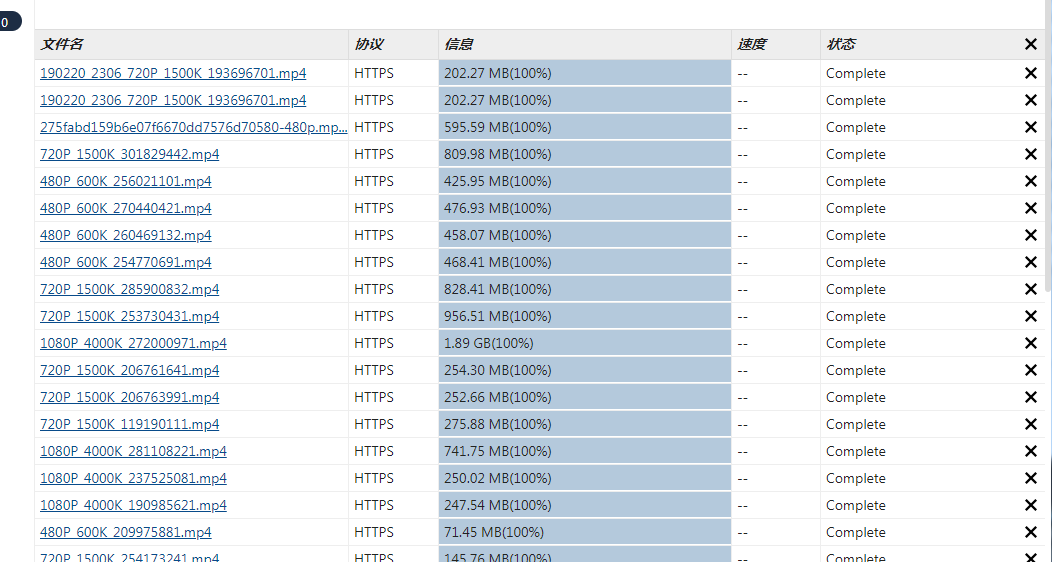 0
文件名 协议 信息 速度 状态
190220_2306_720P_1500K_193696701.mp4 HTTPS 202.27 MB(100%) -- Complete
190220_2306_720P_1500K_193696701.mp4 HTTPS 202.27 MB(100%) -- Complete
275fabd159b6e07f6670dd7576d70580-480p.mp... HTTPS 595.59 MB(100%) -- Complete
720P_1500K_301829442.mp4 HTTPS 809.98 MB(100%) -- Complete
480P_600K_256021101.mp4 HTTPS 425.95 MB(100%) -- Complete
480P_600K_270440421.mp4 HTTPS 476.93 MB(100%) -- Complete
480P_600K_260469132.mp4 HTTPS 458.07 MB(100%) -- Complete
480P_600K_254770691.mp4 HTTPS 468.41 MB(100%) -- Complete
720P_1500K_285900832.mp4 HTTPS 828.41 MB(100%) -- Complete
720P_1500K_253730431.mp4 HTTPS 956.51 MB(100%) -- Complete
1080P_4000K_272000971.mp4 HTTPS 1.89 GB(100%) -- Complete
720P_1500K_206761641.mp4 HTTPS 254.30 MB(100%) -- Complete
720P_1500K_206763991.mp4 HTTPS 252.66 MB(100%) -- Complete
720P_1500K_119190111.mp4 HTTPS 275.88 MB(100%) -- Complete
1080P_4000K_281108221.mp4 HTTPS 741.75 MB(100%) -- Complete
1080P_4000K_237525081.mp4 HTTPS 250.02 MB(100%) -- Complete
1080P_4000K_190985621.mp4 HTTPS 247.54 MB(100%) -- Complete
480P_600K_209975881.mp4 HTTPS 71.45 MB(100%) -- Complete
720P_1500K_254173241.mp4 HTTPS 145.76 MB(100%) -- Complete